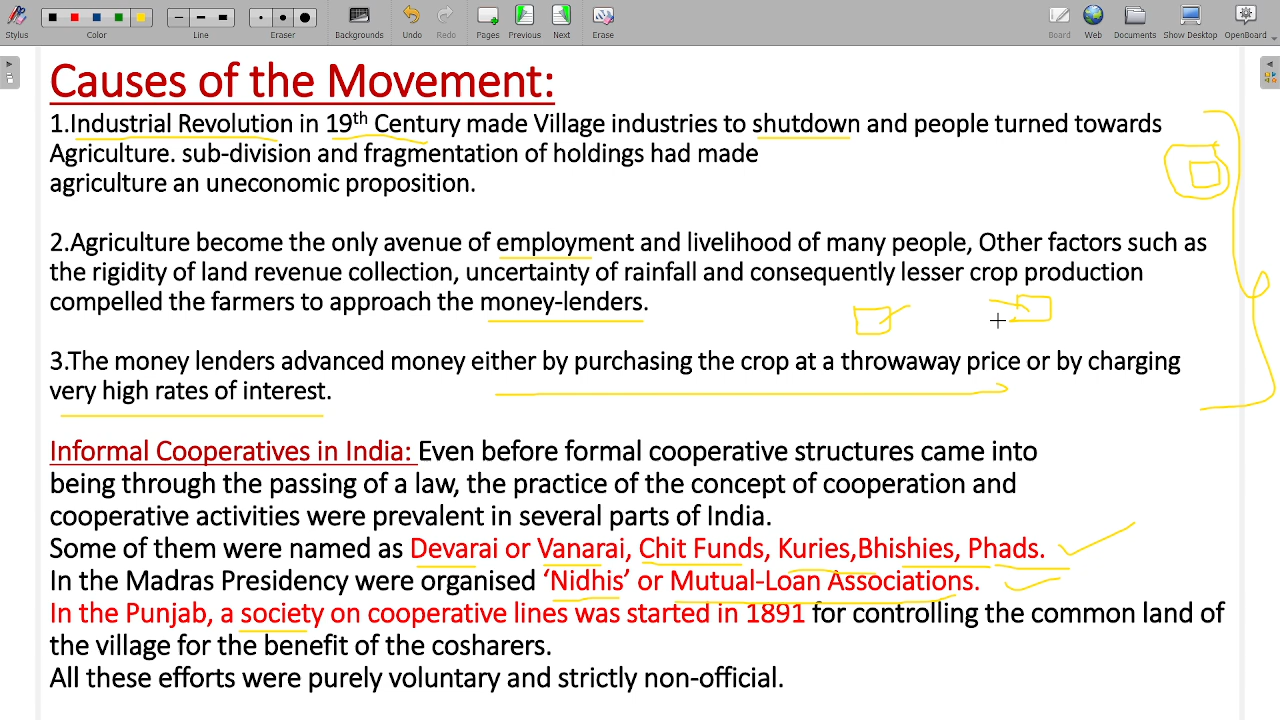 Stylus
Color
Line
Eraser
Backgrounds
Undo
Redo
Pages
Previous
Next
Erase
Board
Web
Documents
Show Desktop
OpenBoard
Causes of the Movement:
1.Industrial Revolution in 19th Century made Village industries to shutdown and people turned towards
Agriculture. sub-division and fragmentation of holdings had made
agriculture an uneconomic proposition.
2.Agriculture become the only avenue of employment and livelihood of many people, Other factors such as
the rigidity of land revenue collection, uncertainty of rainfall and consequently lesser crop production
compelled the farmers to approach the money-lenders.
3.The money lenders advanced money either by purchasing the crop at a throwaway price or by charging
very high rates of interest.
Informal Cooperatives in India: Even before formal cooperative structures came into
being through the passing of a law, the practice of the concept of cooperation and
cooperative activities were prevalent in several parts of India.
Some of them were named as Devarai or Vanarai, Chit Funds, Kuries,Bhishies, Phads.
In the Madras Presidency were organised ‘Nidhis’ or Mutual-Loan Associations.
In the Punjab, a society on cooperative lines was started in 1891 for controlling the common land of
the village for the benefit of the cosharers.
All these efforts were purely voluntary and strictly non-official.